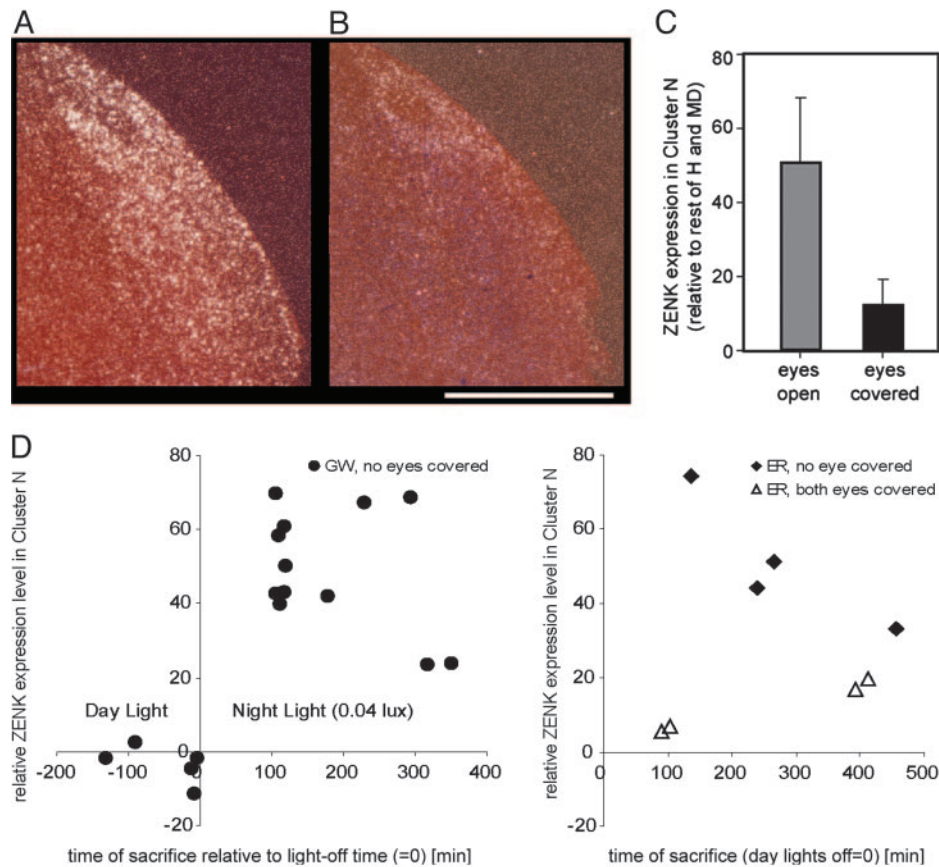 A
B
C
ZENK expression in Cluster N
(relative to rest of H and MD)
80
60
40
20
0
eyes
open
eyes
covered
D
relative ZENK expression level in Cluster N
80
60
40
20
0
-20
-200
-100
0
100
200
300
400
GW, no eyes covered
Day Light
Night Light (0.04 lux)
time of sacrifice relative to light-off time (=0) [min]
relative ZENK expression level in Cluster N
80
60
40
20
0
-20
0
100
200
300
400
500
ER, no eye covered
ER, both eyes covered
time of sacrifice (day lights off=0) [min]